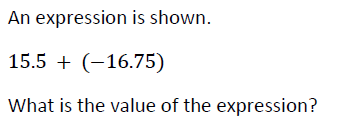 An expression is shown.
15.5 + (−16.75)
What is the value of the expression?